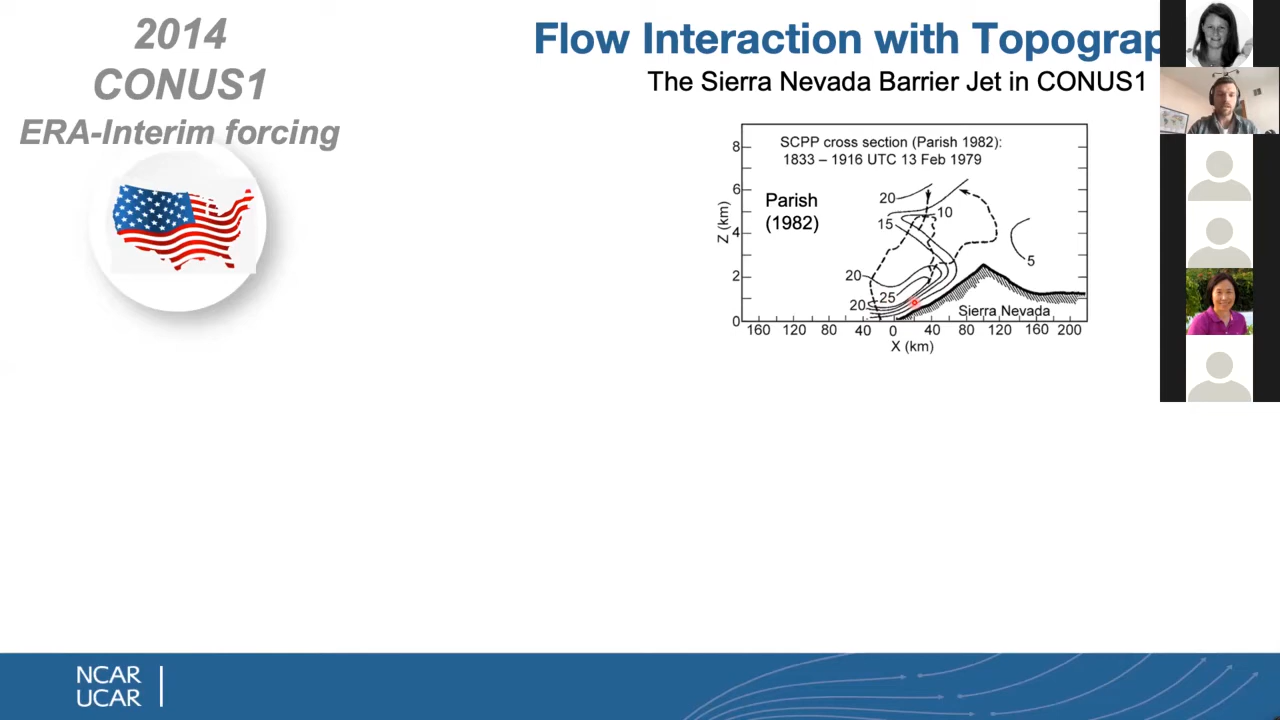 2014
CONUS1
ERA-Interim forcing
Flow Interaction with Topograp
The Sierra Nevada Barrier Jet in CONUS1
SCPP cross section (Parish 1982):
1833 – 1916 UTC 13 Feb 1979
Parish
(1982)
Z (km)
8
6
4
2
0
20
15
10
5
20
25
20
Sierra Nevada
160 120 80 40 0 40 80 120 160 200
X (km)
NCAR
UCAR